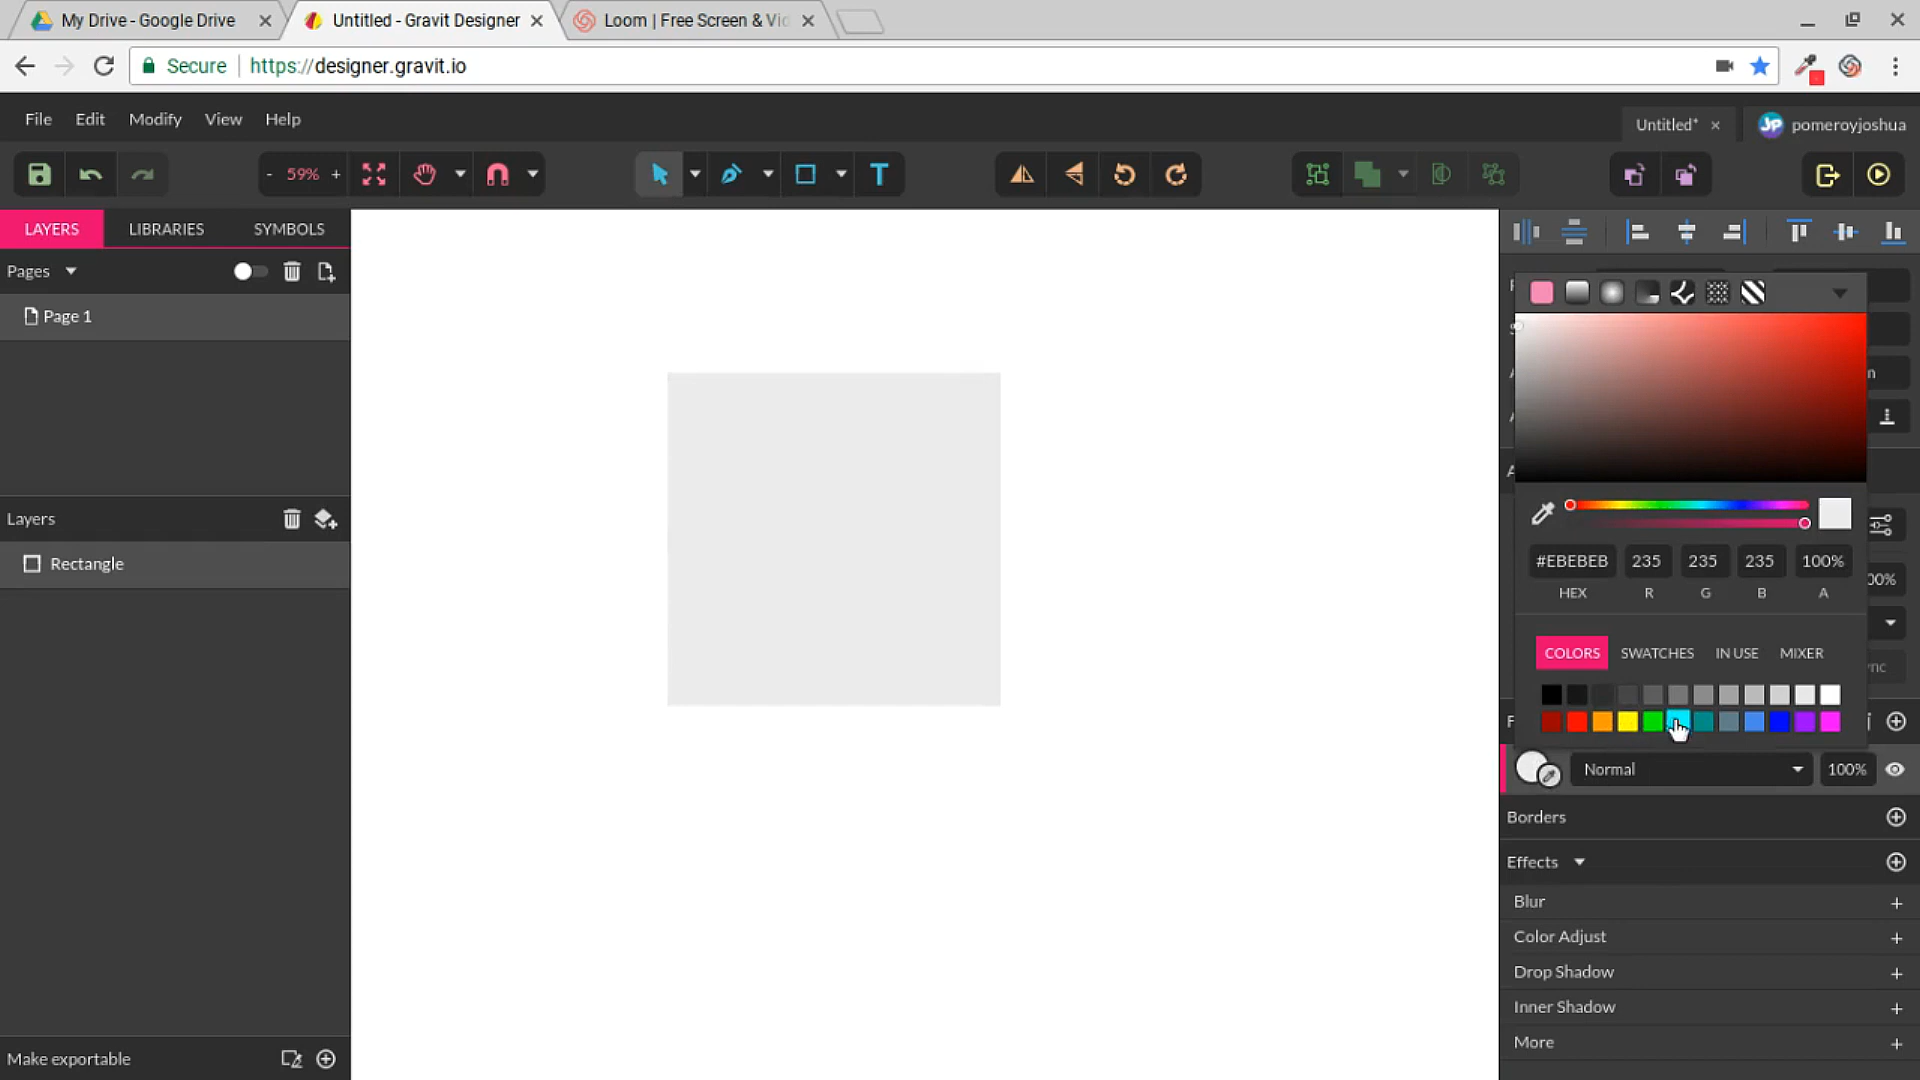 My Drive - Google Drive
Untitled - Gravit Designer
Loom | Free Screen & Vi
Secure
https://designer.gravit.io
File Edit Modify View Help
Untitled*
pomeroyjoshua
- 59% +
T
LAYERS LIBRARIES SYMBOLS
Pages
Page 1
Layers
Rectangle
Make exportable
#EBEBEB 235 235 235 100%
HEX R G B A
COLORS SWATCHES IN USE MIXER
Normal 100%
Borders
Effects
Blur
Color Adjust
Drop Shadow
Inner Shadow
More